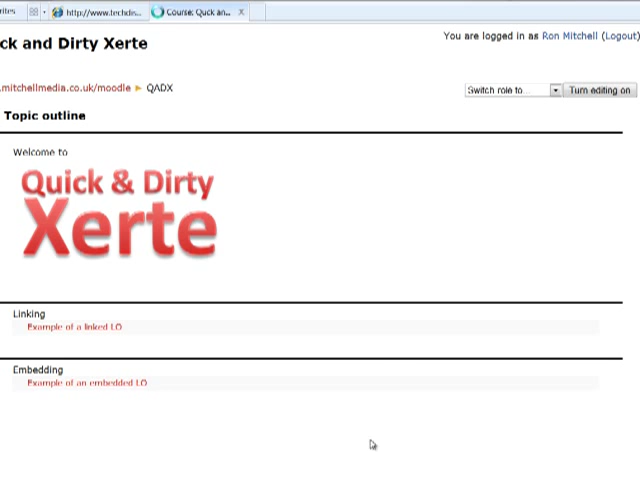 rites
http://www.techdis...
Course: Quick an...
X
You are logged in as Ron Mitchell (Logout)
ck and Dirty Xerte
.mitchellmedia.co.uk/moodle ► QADX
Switch role to...
Turn editing on
Topic outline
Welcome to
Quick & Dirty
Xerte
Linking
Example of a linked LO
Embedding
Example of an embedded LO